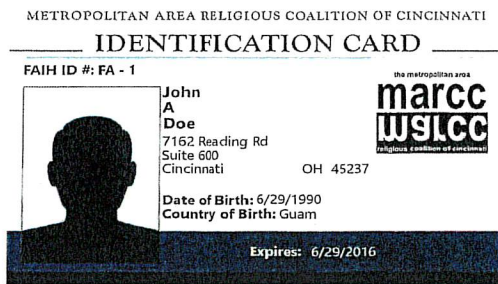 METROPOLITAN AREA RELIGIOUS COALITION OF CINCINNATI
IDENTIFICATION CARD
FAIH ID #: FA - 1
John
A
Doe
7162 Reading Rd
Suite 600
Cincinnati OH 45237
Date of Birth: 6/29/1990
Country of Birth: Guam
Expires: 6/29/2016
the metropolitan area
marcc
religious coalition of cincinnati